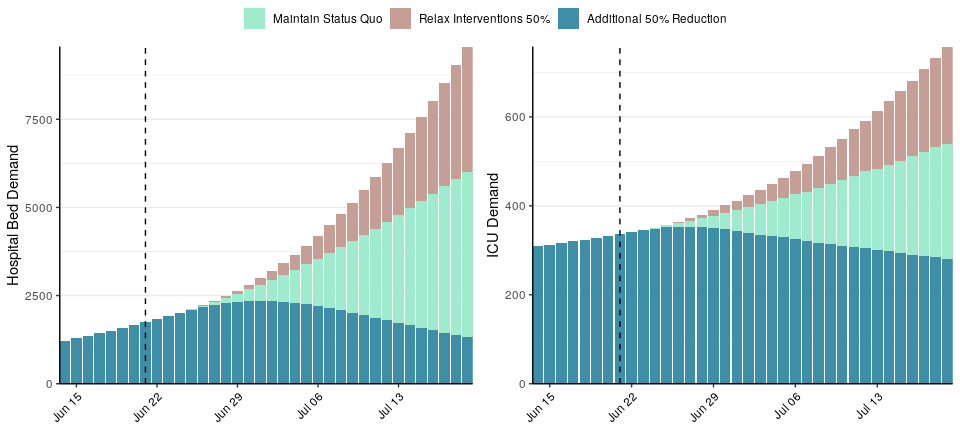 Maintain Status Quo Relax Interventions 50% Additional 50% Reduction
Hospital Bed Demand
7500
5000
2500
0
Jun 15 Jun 22 Jun 29 Jul 06 Jul 13
ICU Demand
600
400
200
0
Jun 15 Jun 22 Jun 29 Jul 06 Jul 13